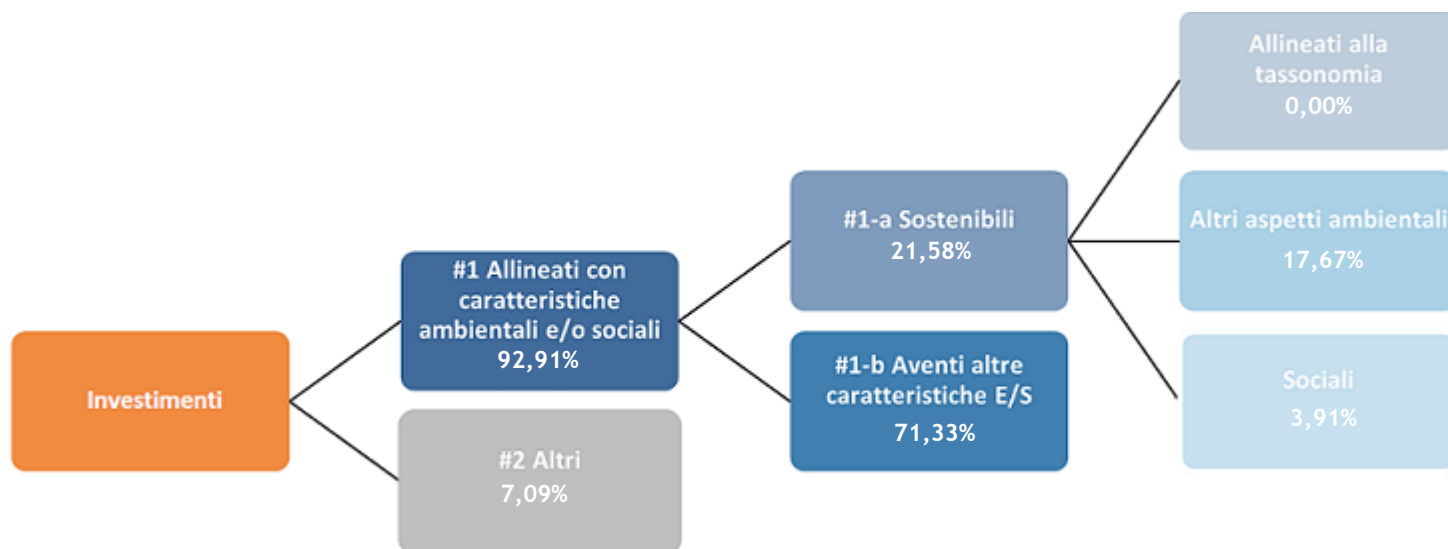 Investimenti
#1 Allineati con
caratteristiche
ambientali e/o sociali
92,91%
#2 Altri
7,09%
#1-a Sostenibili
21,58%
#1-b Aventi altre
caratteristiche E/S
71,33%
Allineati alla
tassonomia
0,00%
Altri aspetti ambientali
17,67%
Sociali
3,91%